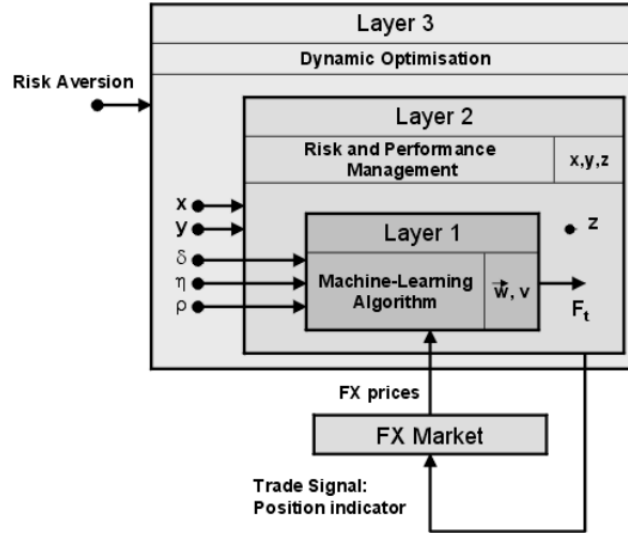 Layer 3
Dynamic Optimisation
Risk Aversion
Layer 2
Risk and Performance
Management
x,y,z
x
y
z
δ
η
ρ
Layer 1
Machine-Learning
Algorithm
w, v
F t
FX prices
FX Market
Trade Signal:
Position indicator